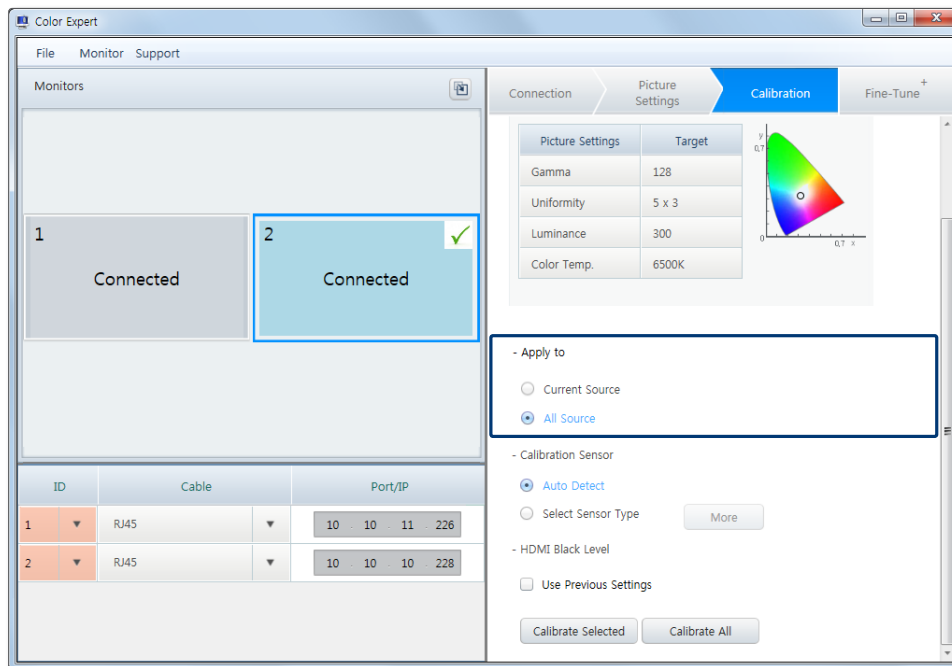 Color Expert
File Monitor Support
Monitors
1
Connected
2
Connected
ID Cable Port/IP
1 RJ45 10 . 10 . 11 . 226
2 RJ45 10 . 10 . 10 . 228
Connection
Picture
Settings
Calibration
Fine-Tune +
Picture Settings Target
Gamma 128
Uniformity 5 x 3
Luminance 300
Color Temp. 6500K
y
0,7
0
0,7 x
- Apply to
Current Source
All Source
- Calibration Sensor
Auto Detect
Select Sensor Type More
- HDMI Black Level
Use Previous Settings
Calibrate Selected Calibrate All